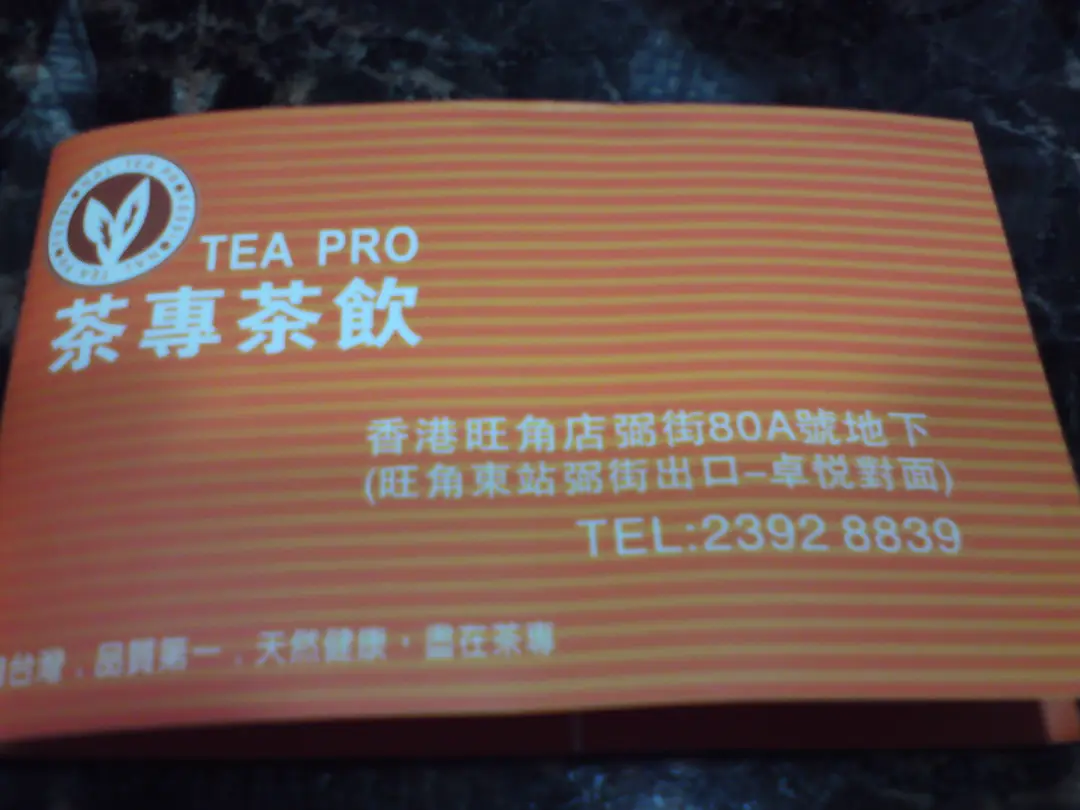 TEA PRO
茶專茶飲
香港旺角店弼街80A號地下
(旺角東站弼街出口-卓悅對面)
TEL:2392 8839
台灣，品質第一，天然健康，盡在茶專